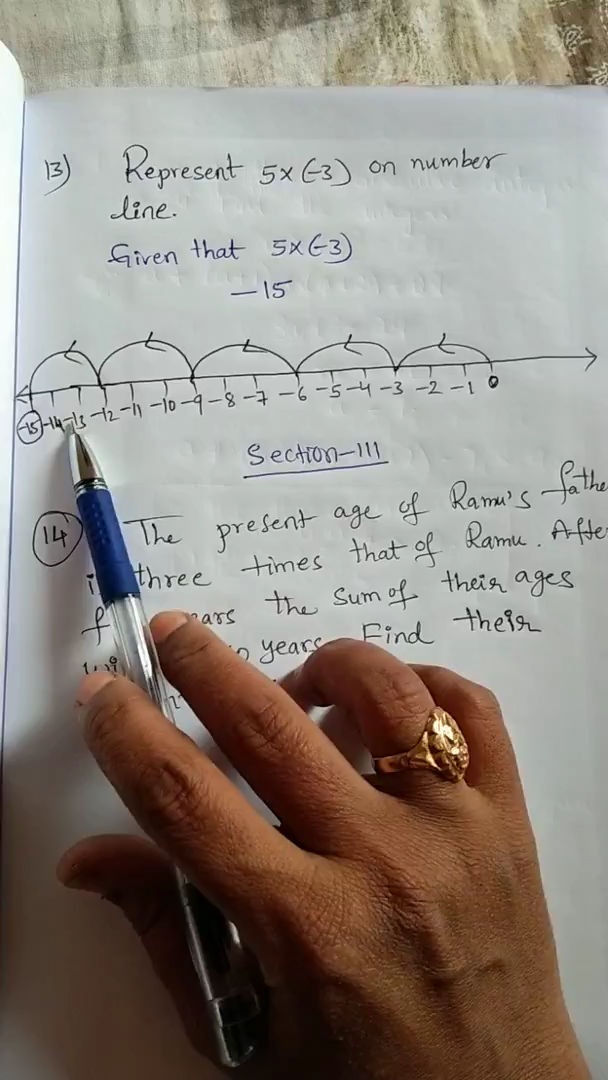 13) Represent 5×(-3) on number
line.
Given that 5×(-3)
-15
-15 -14 -13 -12 -11 -10 -9 -8 -7 -6 -5 -4 -3 -2 -1 0
Section-III
14 The present age of Ramu's fathe
three times that of Ramu. Afte
the sum of their ages
years. Find their